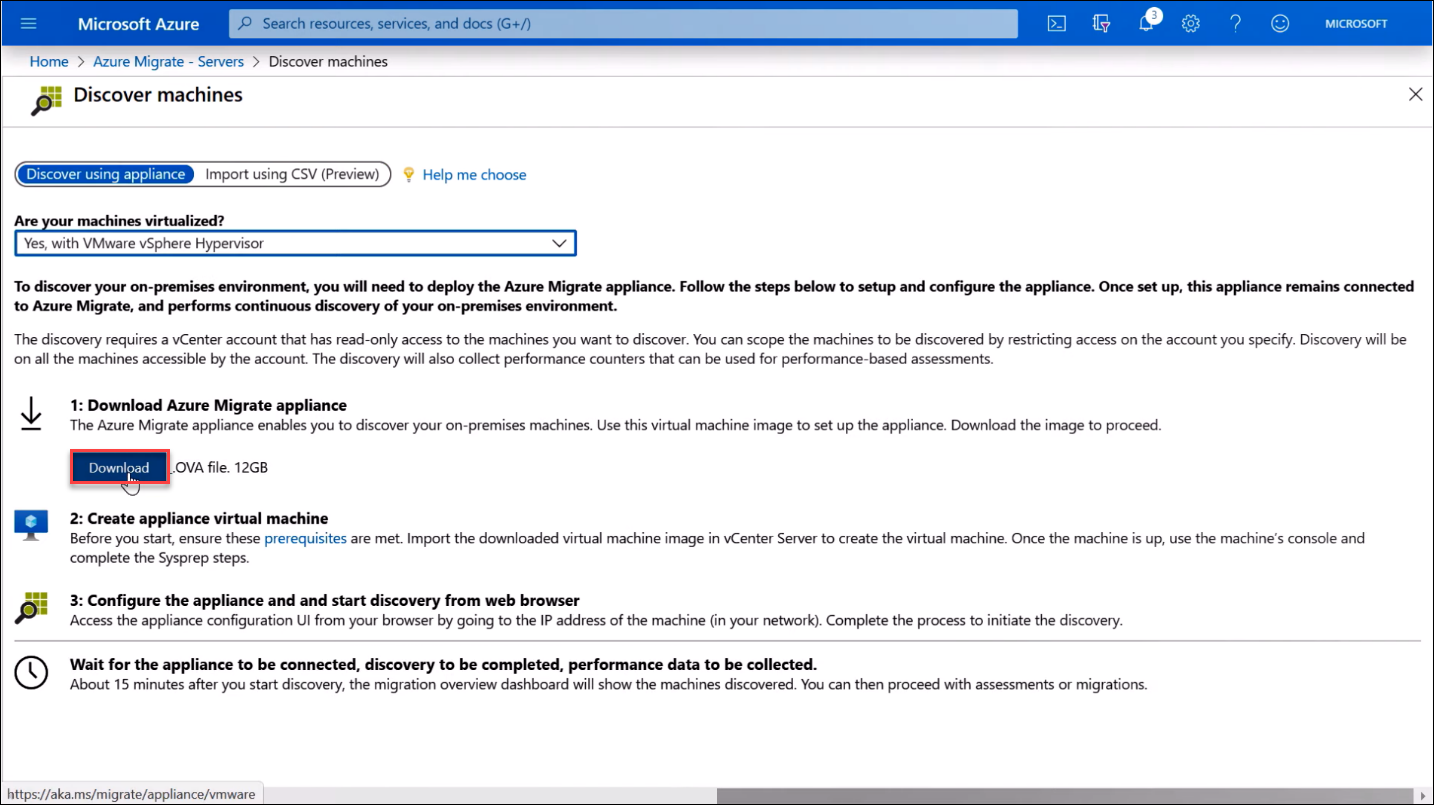 Microsoft Azure
Search resources, services, and docs (G+/)
3
MICROSOFT
Home > Azure Migrate - Servers > Discover machines
Discover machines
Discover using appliance
Import using CSV (Preview)
Help me choose
Are your machines virtualized?
Yes, with VMware vSphere Hypervisor
To discover your on-premises environment, you will need to deploy the Azure Migrate appliance. Follow the steps below to setup and configure the appliance. Once set up, this appliance remains connected
to Azure Migrate, and performs continuous discovery of your on-premises environment.
The discovery requires a vCenter account that has read-only access to the machines you want to discover. You can scope the machines to be discovered by restricting access on the account you specify. Discovery will be
on all the machines accessible by the account. The discovery will also collect performance counters that can be used for performance-based assessments.
1: Download Azure Migrate appliance
The Azure Migrate appliance enables you to discover your on-premises machines. Use this virtual machine image to set up the appliance. Download the image to proceed.
Download .OVA file. 12GB
2: Create appliance virtual machine
Before you start, ensure these prerequisites are met. Import the downloaded virtual machine image in vCenter Server to create the virtual machine. Once the machine is up, use the machine's console and
complete the Sysprep steps.
3: Configure the appliance and and start discovery from web browser
Access the appliance configuration UI from your browser by going to the IP address of the machine (in your network). Complete the process to initiate the discovery.
Wait for the appliance to be connected, discovery to be completed, performance data to be collected.
About 15 minutes after you start discovery, the migration overview dashboard will show the machines discovered. You can then proceed with assessments or migrations.
https://aka.ms/migrate/appliance/vmware